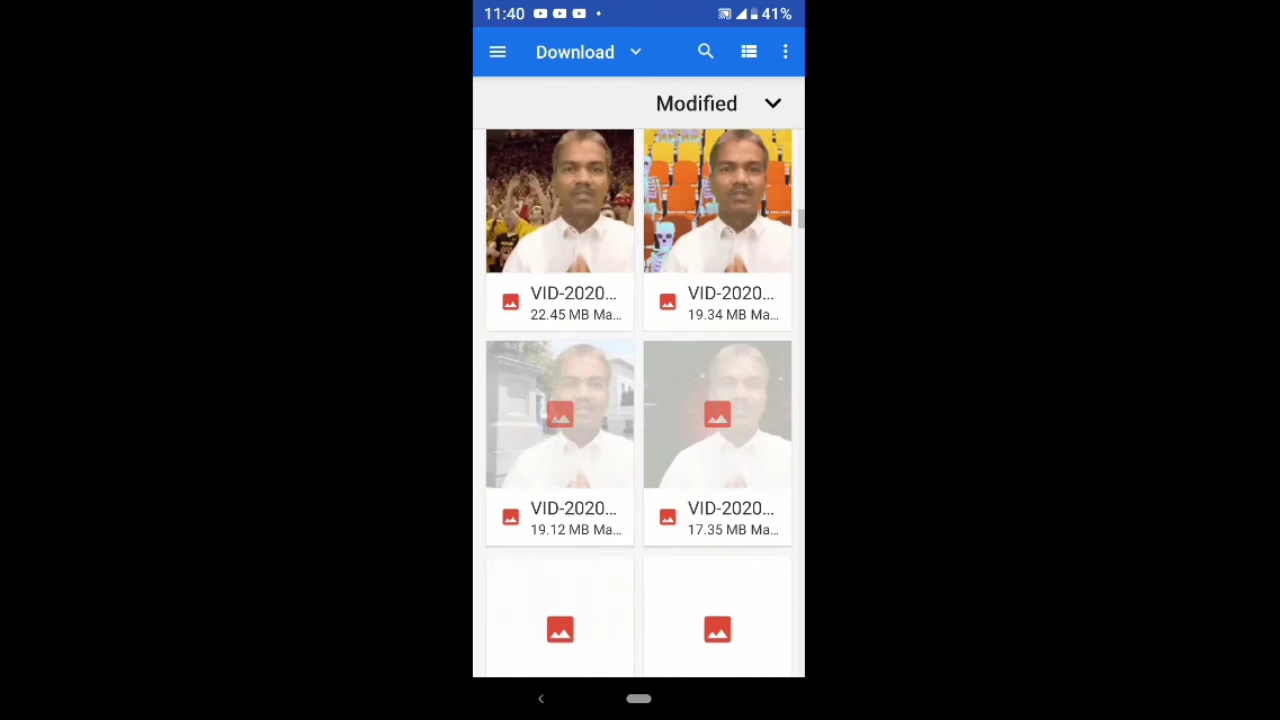 11:40 41%
Download
Modified
VID-2020... VID-2020...
22.45 MB Ma... 19.34 MB Ma...
VID-2020... VID-2020...
19.12 MB Ma... 17.35 MB Ma...